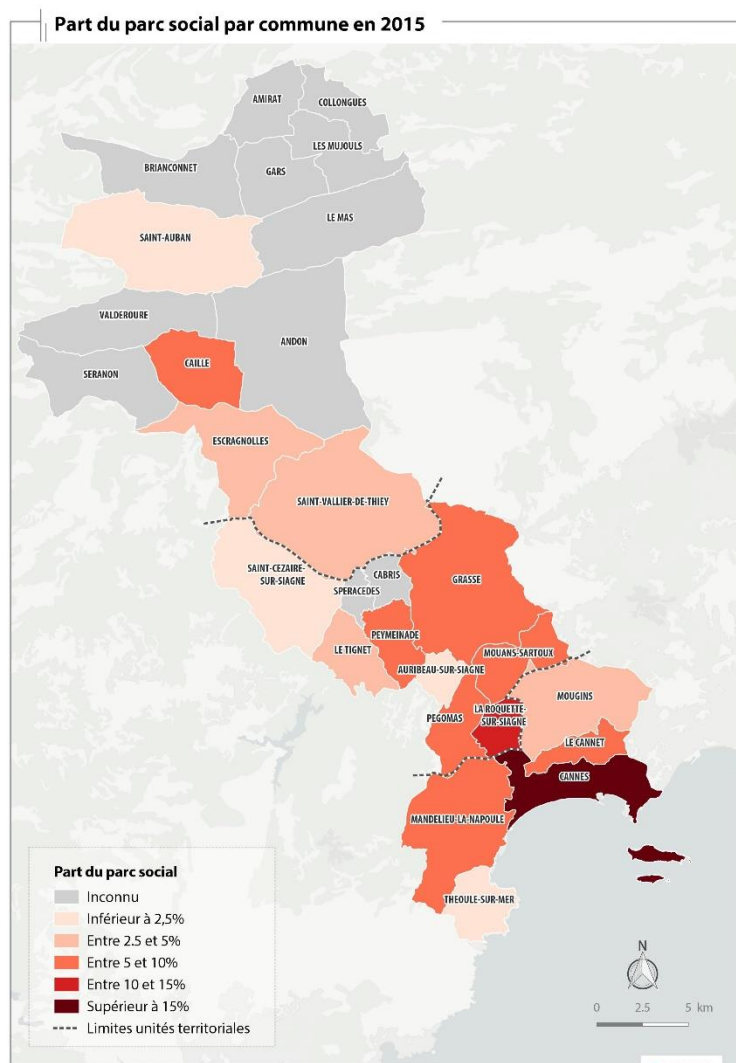 Part du parc social par commune en 2015
AMIRAT
COLLONGUES
LES MUJOULS
BRIANCONNET
GARS
LE MAS
SAINT-AUBAN
VALDEROURE
ANDON
CAILLE
SERANON
ESCRAGNOLLES
SAINT-VALLIER-DE-THIEY
SAINT-CEZAIRE-
SUR-SIAGNE
CABRIS
SPERACEDES
GRASSE
PEYMEINADE
LE TIGNET
MOUANS-SARTOUX
AURIBEAU-SUR-SIAGNE
MOUGINS
PEGOMAS
LA ROQUETTE-
SUR-SIAGNE
LE CANNET
CANNES
MANDELIEU-LA-NAPOULE
THEOULE-SUR-MER
Part du parc social
Inconnu
Inférieur à 2,5%
Entre 2.5 et 5%
Entre 5 et 10%
Entre 10 et 15%
Supérieur à 15%
Limites unités territoriales
N
0 2.5 5 km